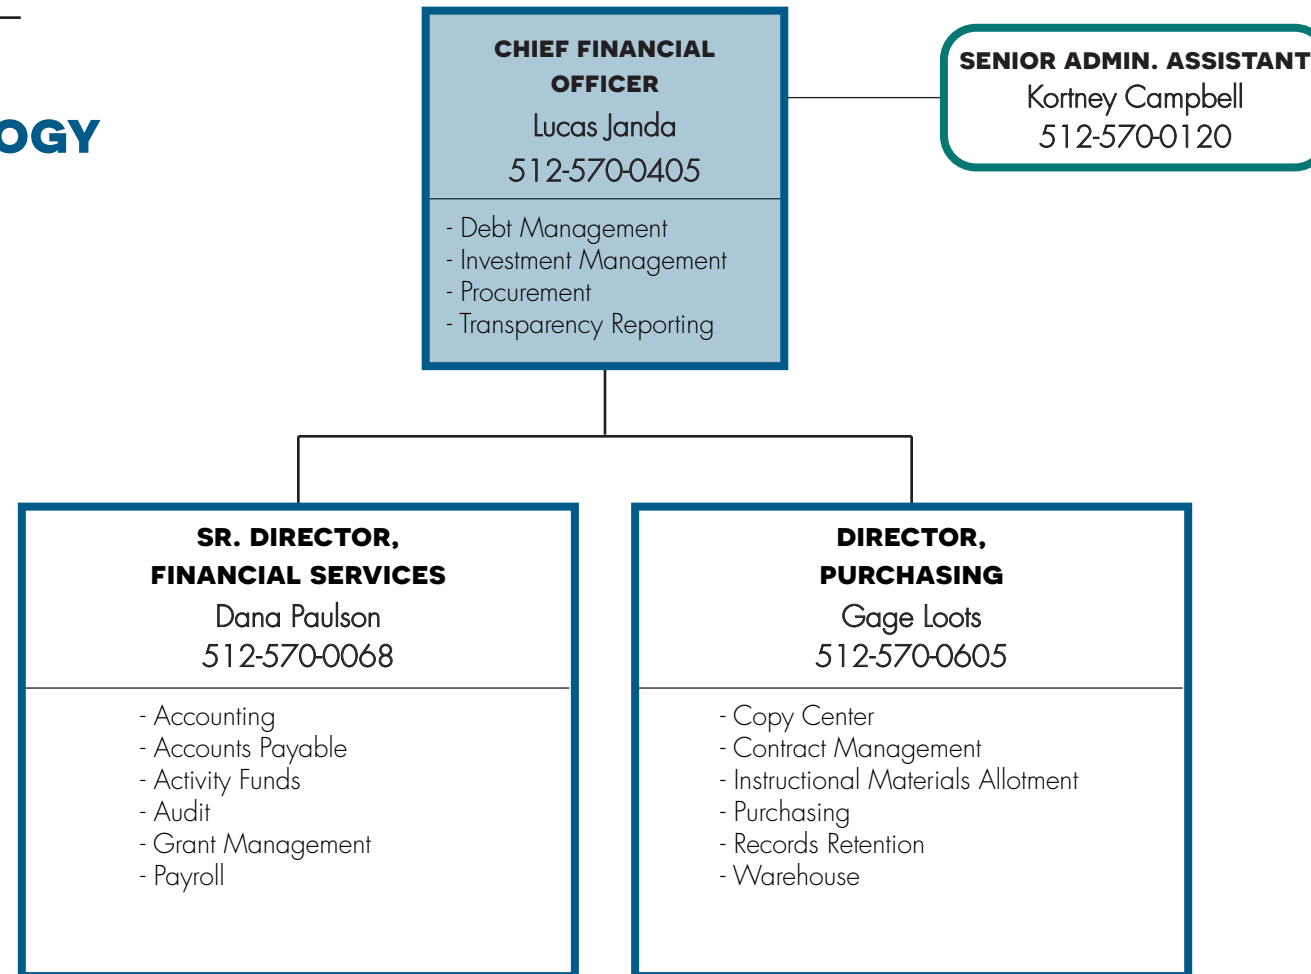 OGY
CHIEF FINANCIAL
OFFICER
Lucas Janda
512-570-0405
- Debt Management
- Investment Management
- Procurement
- Transparency Reporting
SENIOR ADMIN. ASSISTANT
Kortney Campbell
512-570-0120
SR. DIRECTOR,
FINANCIAL SERVICES
Dana Paulson
512-570-0068
- Accounting
- Accounts Payable
- Activity Funds
- Audit
- Grant Management
- Payroll
DIRECTOR,
PURCHASING
Gage Loots
512-570-0605
- Copy Center
- Contract Management
- Instructional Materials Allotment
- Purchasing
- Records Retention
- Warehouse